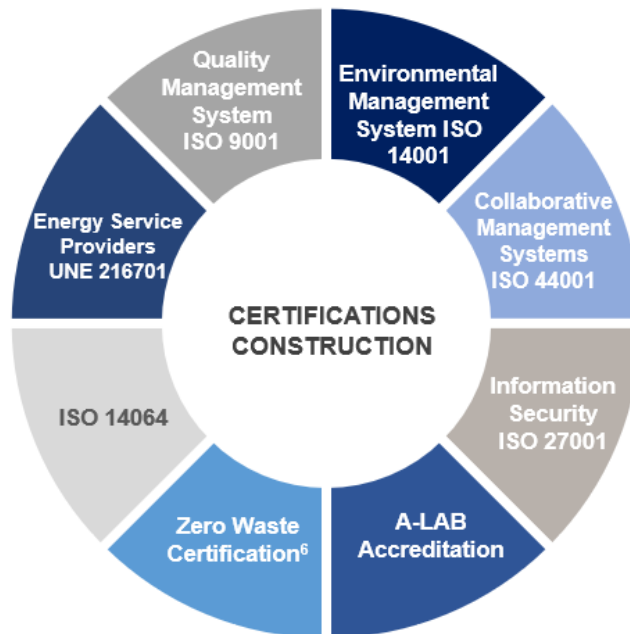 Quality
Management
System
ISO 9001
Environmental
Management
System ISO
14001
Collaborative
Management
Systems
ISO 44001
Information
Security
ISO 27001
A-LAB
Accreditation
Zero Waste
Certification⁶
ISO 14064
Energy Service
Providers
UNE 216701
CERTIFICATIONS
CONSTRUCTION